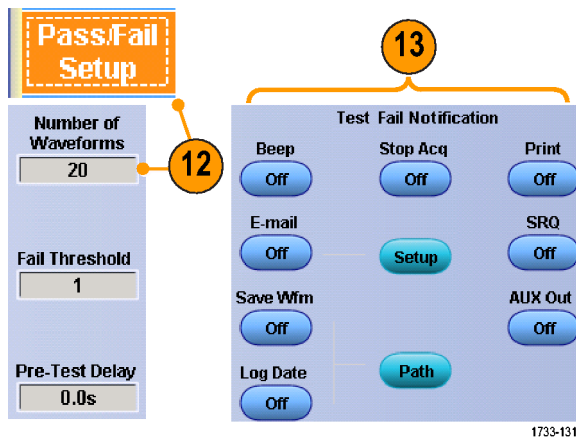 Pass/Fail
Setup
13
Number of
Waveforms
20
12
Fail Threshold
1
Pre-Test Delay
0.0s
Test Fail Notification
Beep
Stop Acq
Print
Off
Off
Off
E-mail
SRQ
Off
Setup
Off
Save Wfm
AUX Out
Off
Off
Log Date
Path
Off
1733-131